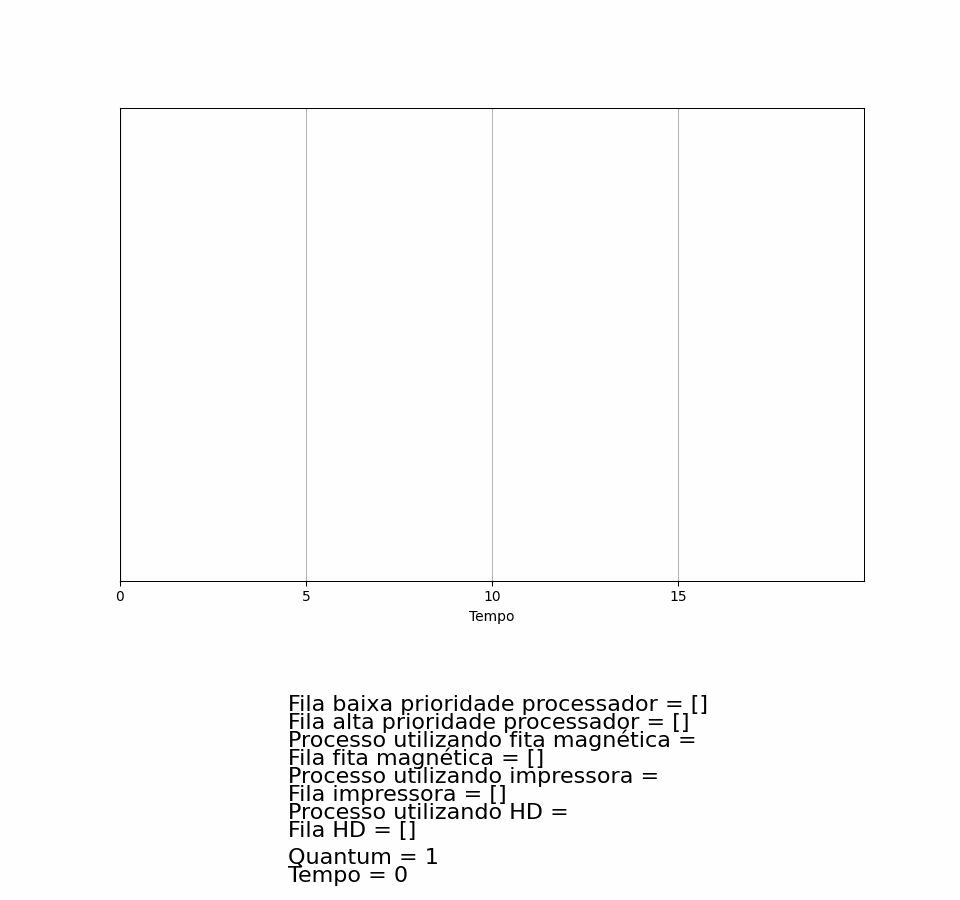 0 5 10 15
Tempo
Fila baixa prioridade processador = []
Fila alta prioridade processador = []
Processo utilizando fita magnética =
Fila fita magnética = []
Processo utilizando impressora =
Fila impressora = []
Processo utilizando HD =
Fila HD = []
Quantum = 1
Tempo = 0